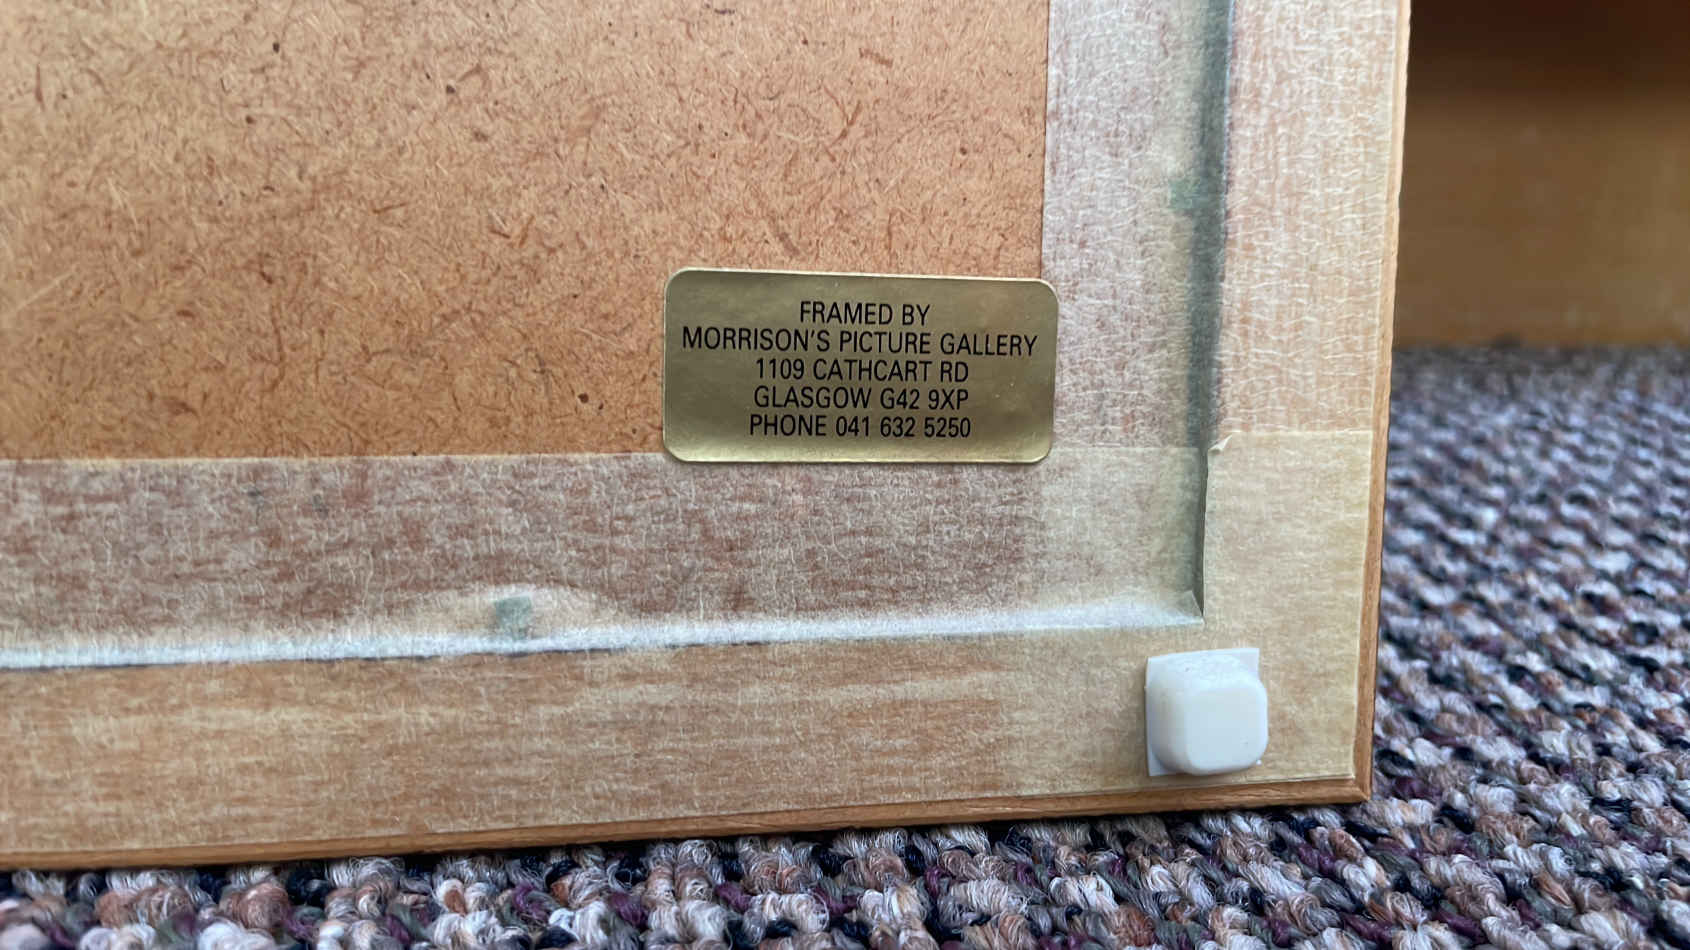 FRAMED BY
MORRISON'S PICTURE GALLERY
1109 CATHCART RD
GLASGOW G42 9XP
PHONE 041 632 5250